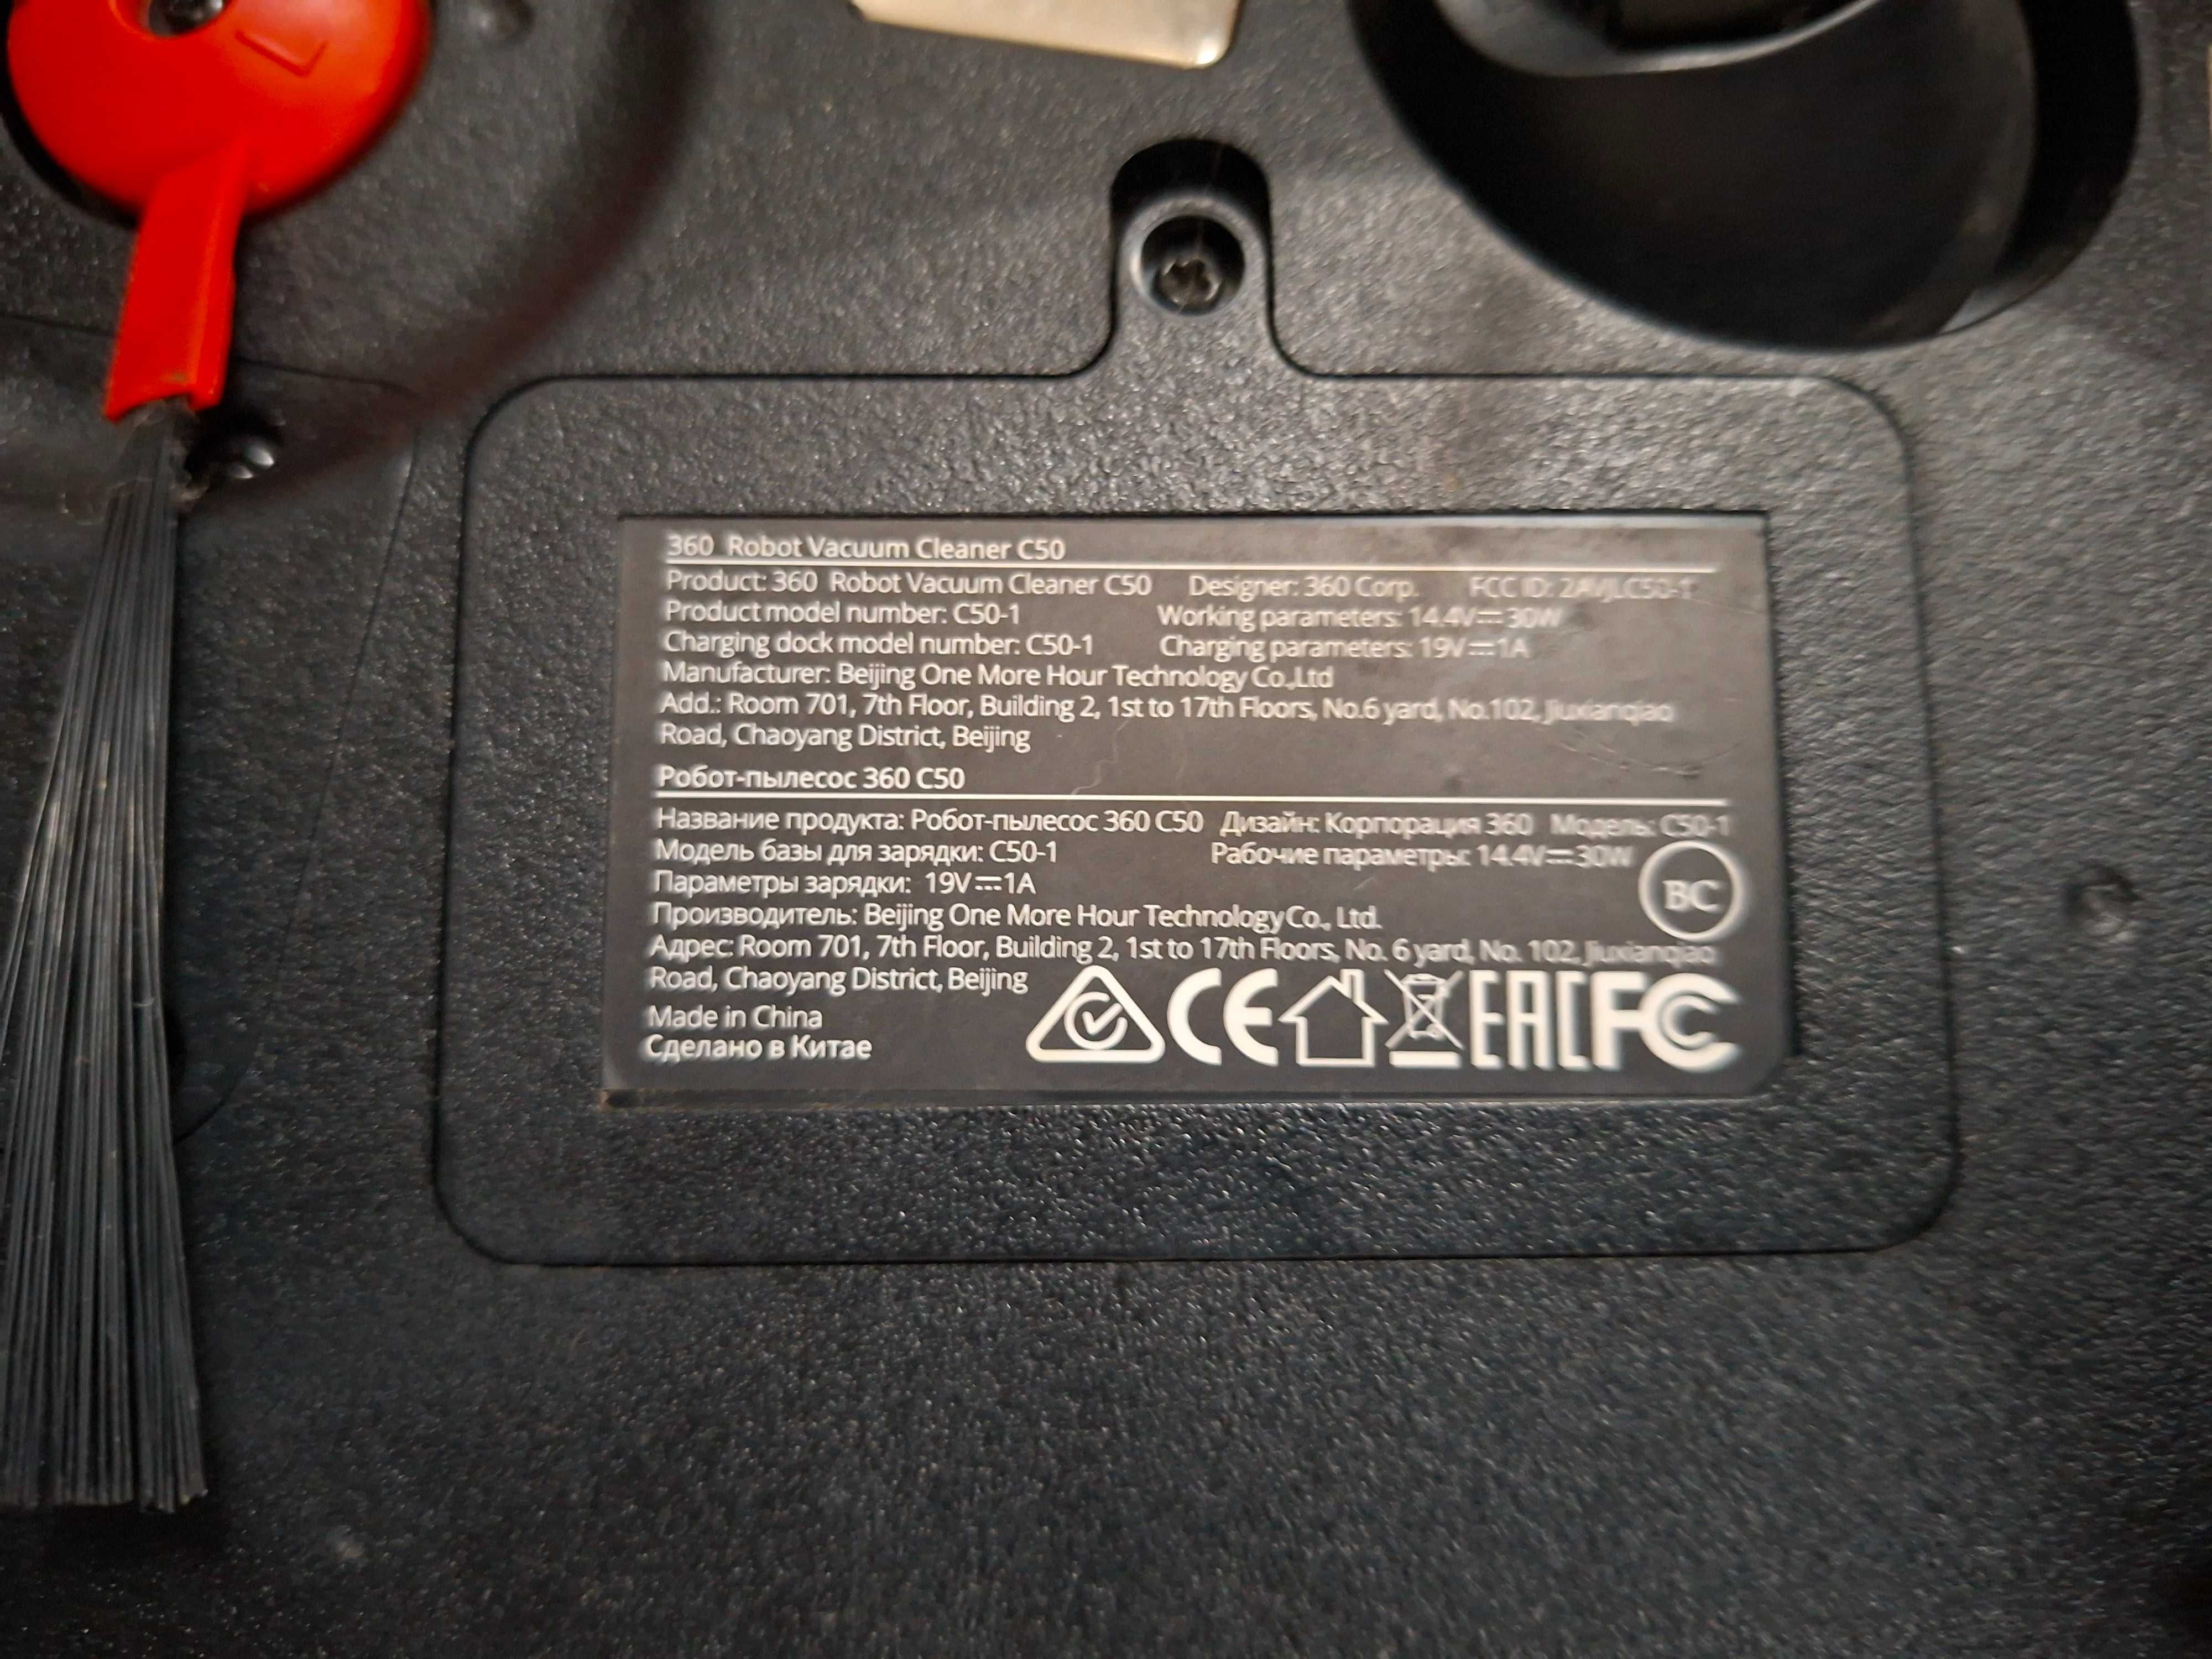 360 Robot Vacuum Cleaner C50
Product: 360 Robot Vacuum Cleaner C50 Designer: 360 Corp. FCC ID: 2AVJLC50-1
Product model number: C50-1 Working parameters: 14.4V⎓30W
Charging dock model number: C50-1 Charging parameters: 19V⎓1A
Manufacturer: Beijing One More Hour Technology Co.,Ltd
Add.: Room 701, 7th Floor, Building 2, 1st to 17th Floors, No.6 yard, No.102, Jiuxianqiao
Road, Chaoyang District, Beijing
Робот-пылесос 360 C50
Название продукта: Робот-пылесос 360 C50 Дизайн: Корпорация 360 Модель: C50-1
Модель базы для зарядки: C50-1 Рабочие параметры: 14.4V⎓30W
Параметры зарядки: 19V⎓1A
BC
Производитель: Beijing One More Hour Technology Co., Ltd.
Адрес: Room 701, 7th Floor, Building 2, 1st to 17th Floors, No. 6 yard, No. 102, Jiuxianqiao
Road, Chaoyang District, Beijing
Made in China
Сделано в Китае
CE EAC FC